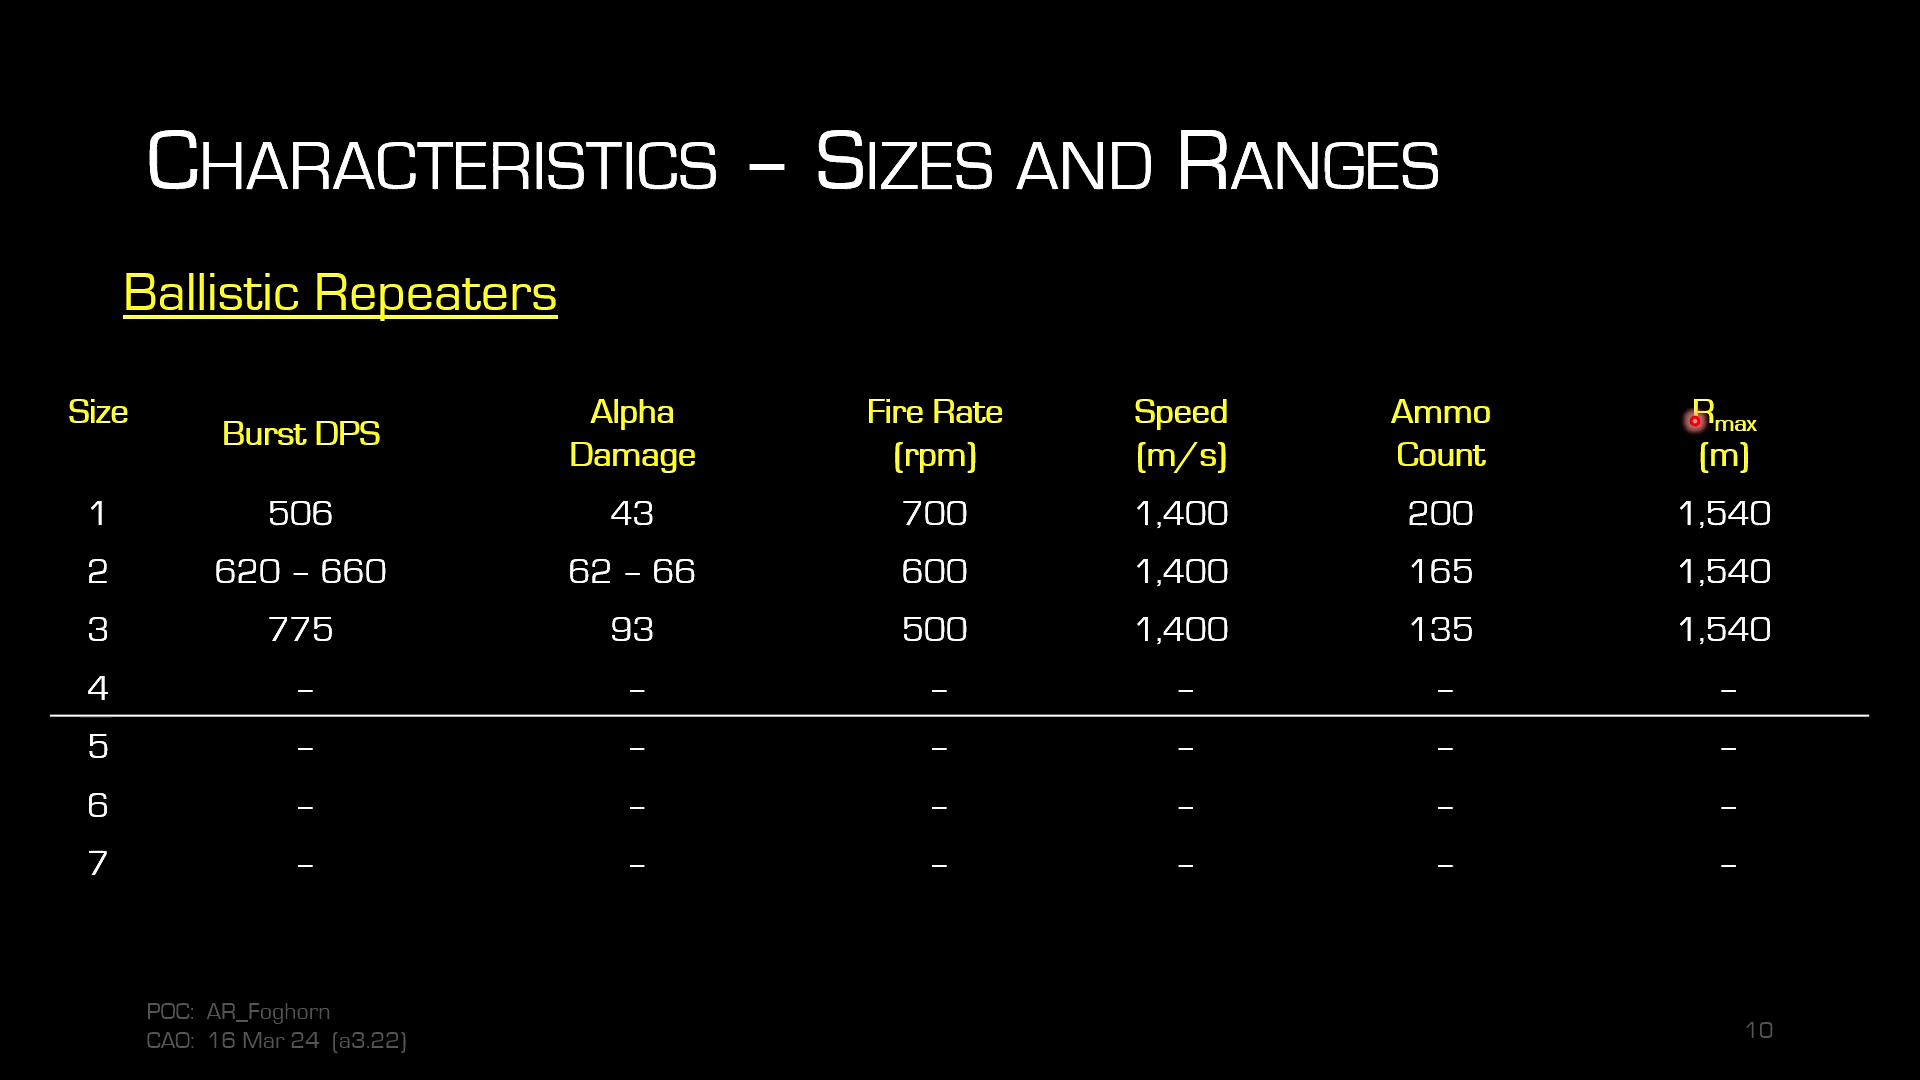 CHARACTERISTICS – SIZES AND RANGES
Ballistic Repeaters
Size Burst DPS Alpha Damage Fire Rate (rpm) Speed (m/s) Ammo Count Rmax (m)
1 506 43 700 1,400 200 1,540
2 620 – 660 62 – 66 600 1,400 165 1,540
3 775 93 500 1,400 135 1,540
4 – – – – – –
5 – – – – – –
6 – – – – – –
7 – – – – – –
POC: AR_Foghorn
CAO: 16 Mar 24 (a3.22)
10